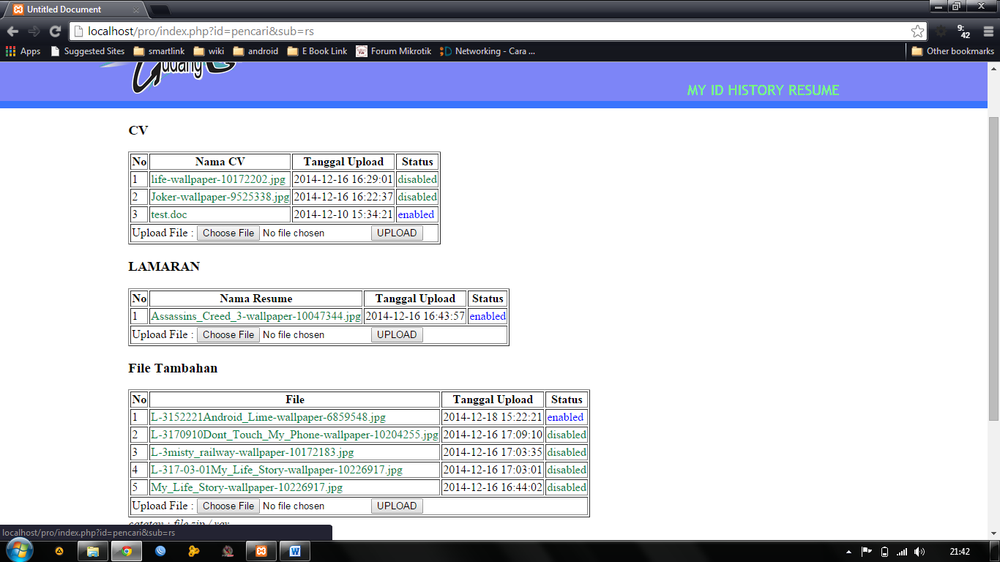 Untitled Document
localhost/pro/index.php?id=pencari&sub=rs
9:
42
Apps Suggested Sites smartlink wiki android E Book Link Forum Mikrotik Networking - Cara ... Other bookmarks
MY ID HISTORY RESUME
CV
No Nama CV Tanggal Upload Status
1 life-wallpaper-10172202.jpg 2014-12-16 16:29:01 disabled
2 Joker-wallpaper-9525338.jpg 2014-12-16 16:22:37 disabled
3 test.doc 2014-12-10 15:34:21 enabled
Upload File : Choose File No file chosen UPLOAD
LAMARAN
No Nama Resume Tanggal Upload Status
1 Assassins_Creed_3-wallpaper-10047344.jpg 2014-12-16 16:43:57 enabled
Upload File : Choose File No file chosen UPLOAD
File Tambahan
No File Tanggal Upload Status
1 L-3152221Android_Lime-wallpaper-6859548.jpg 2014-12-18 15:22:21 enabled
2 L-3170910Dont_Touch_My_Phone-wallpaper-10204255.jpg 2014-12-16 17:09:10 disabled
3 L-3misty_railway-wallpaper-10172183.jpg 2014-12-16 17:03:35 disabled
4 L-317-03-01My_Life_Story-wallpaper-10226917.jpg 2014-12-16 17:03:01 disabled
5 My_Life_Story-wallpaper-10226917.jpg 2014-12-16 16:44:02 disabled
Upload File : Choose File No file chosen UPLOAD
catatan : file zip / rar
localhost/pro/index.php?id=pencari&sub=rs
21:42